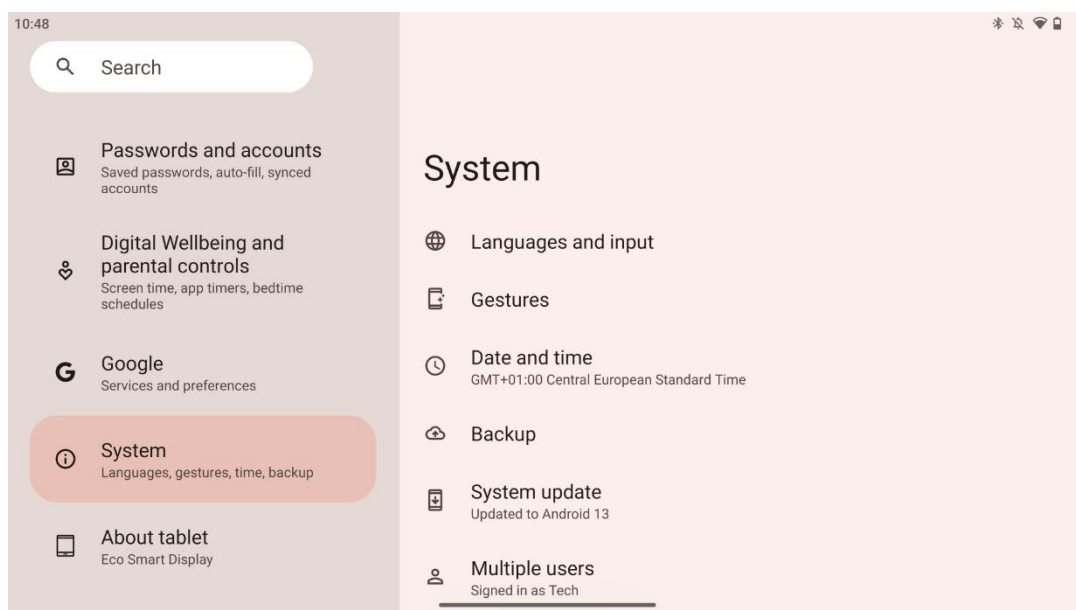 10:48
Search
Passwords and accounts
Saved passwords, auto-fill, synced
accounts
Digital Wellbeing and
parental controls
Screen time, app timers, bedtime
schedules
Google
Services and preferences
System
Languages, gestures, time, backup
About tablet
Eco Smart Display
System
Languages and input
Gestures
Date and time
GMT+01:00 Central European Standard Time
Backup
System update
Updated to Android 13
Multiple users
Signed in as Tech